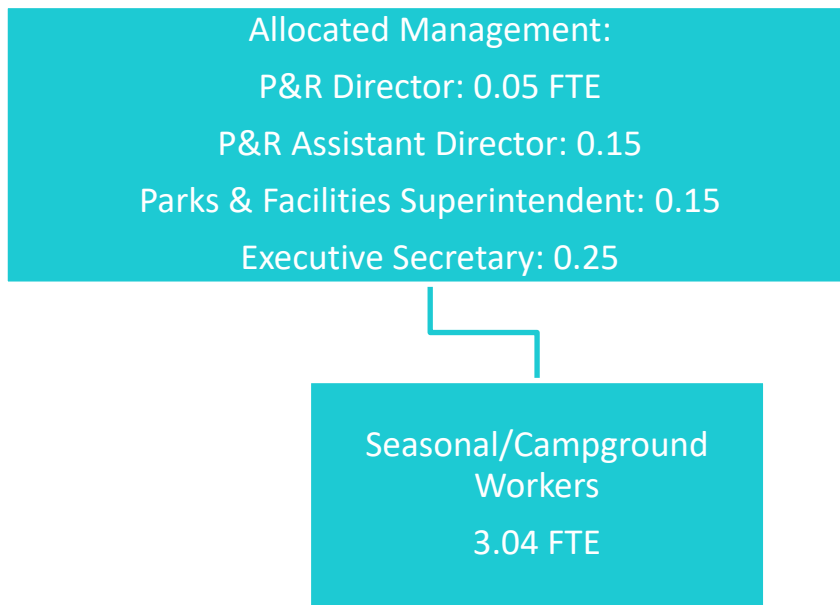 Allocated Management:
P&R Director: 0.05 FTE
P&R Assistant Director: 0.15
Parks & Facilities Superintendent: 0.15
Executive Secretary: 0.25
Seasonal/Campground
Workers
3.04 FTE